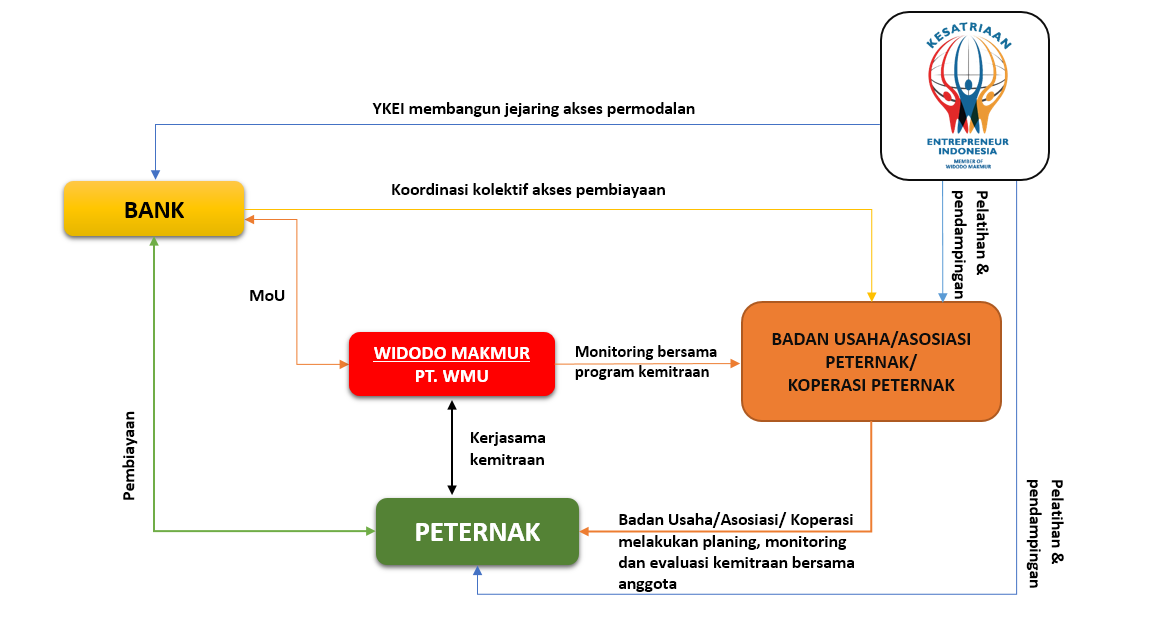 KESATRIAAN
ENTREPRENEUR
INDONESIA
MEMBER OF
WIDODO MAKMUR
YKEI membangun jejaring akses permodalan
Koordinasi kolektif akses pembiayaan
BANK
Pelatihan &
pendampingan
MoU
WIDODO MAKMUR
PT. WMU
Monitoring bersama
program kemitraan
BADAN USAHA/ASOSIASI
PETERNAK/
KOPERASI PETERNAK
Pembiayaan
Kerjasama
kemitraan
PETERNAK
Badan Usaha/Asosiasi/ Koperasi
melakukan planing, monitoring
dan evaluasi kemitraan bersama
anggota
Pelatihan &
pendampingan